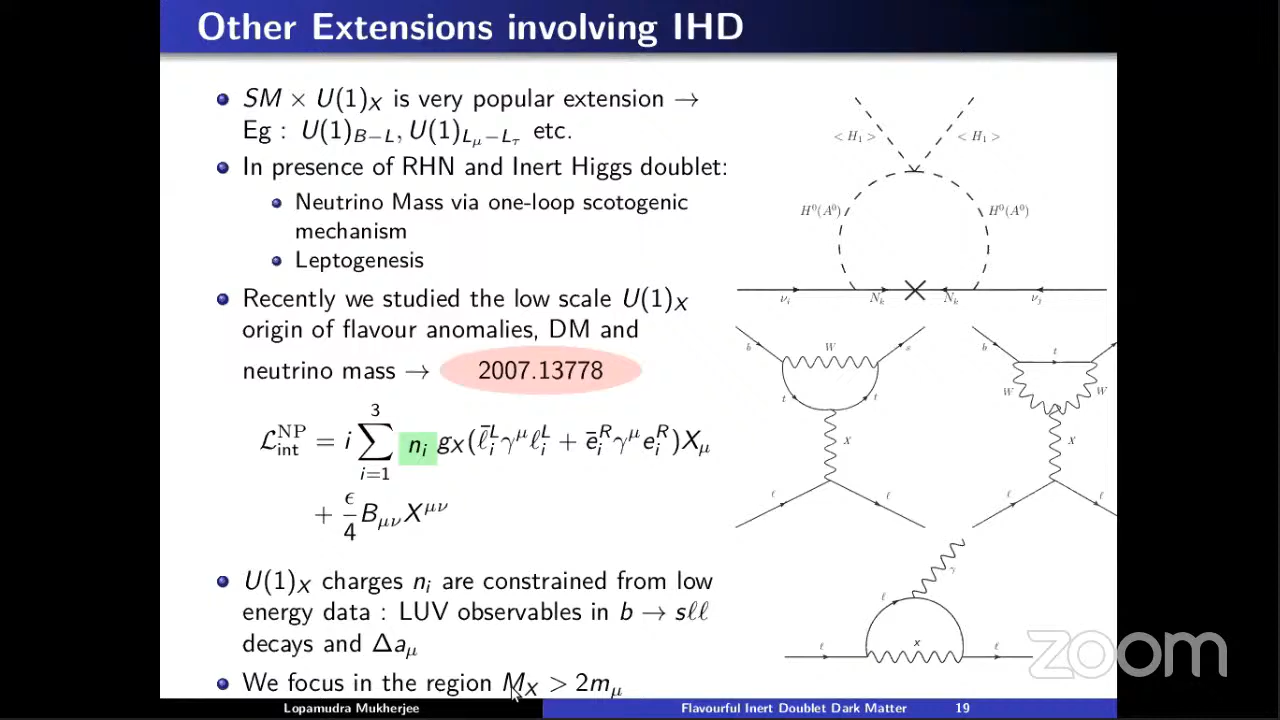 Other Extensions involving IHD
SM × U(1)_X is very popular extension →
Eg : U(1)_{B−L}, U(1)_{L_μ−L_τ} etc.
In presence of RHN and Inert Higgs doublet:
Neutrino Mass via one-loop scotogenic
mechanism
Leptogenesis
Recently we studied the low scale U(1)_X
origin of flavour anomalies, DM and
neutrino mass → 2007.13778
ℒ_{int}^{NP} = i ∑_{i=1}^{3} n_i g_X(ℓ̄_i^L γ^μ ℓ_i^L + ē_i^R γ^μ e_i^R)X_μ
+ ϵ/4 B_{μν}X^{μν}
U(1)_X charges n_i are constrained from low
energy data : LUV observables in b → sℓℓ
decays and Δa_μ
We focus in the region M_X > 2m_μ
< H_1 > < H_1 >
H^0(A^0) H^0(A^0)
ν_i N_k N_k ν_j
b W s
t t
X
ℓ ℓ
b t
W W
X
ℓ ℓ
γ
ℓ
ℓ X ℓ
zoom
Lopamudra Mukherjee Flavourful Inert Doublet Dark Matter 19